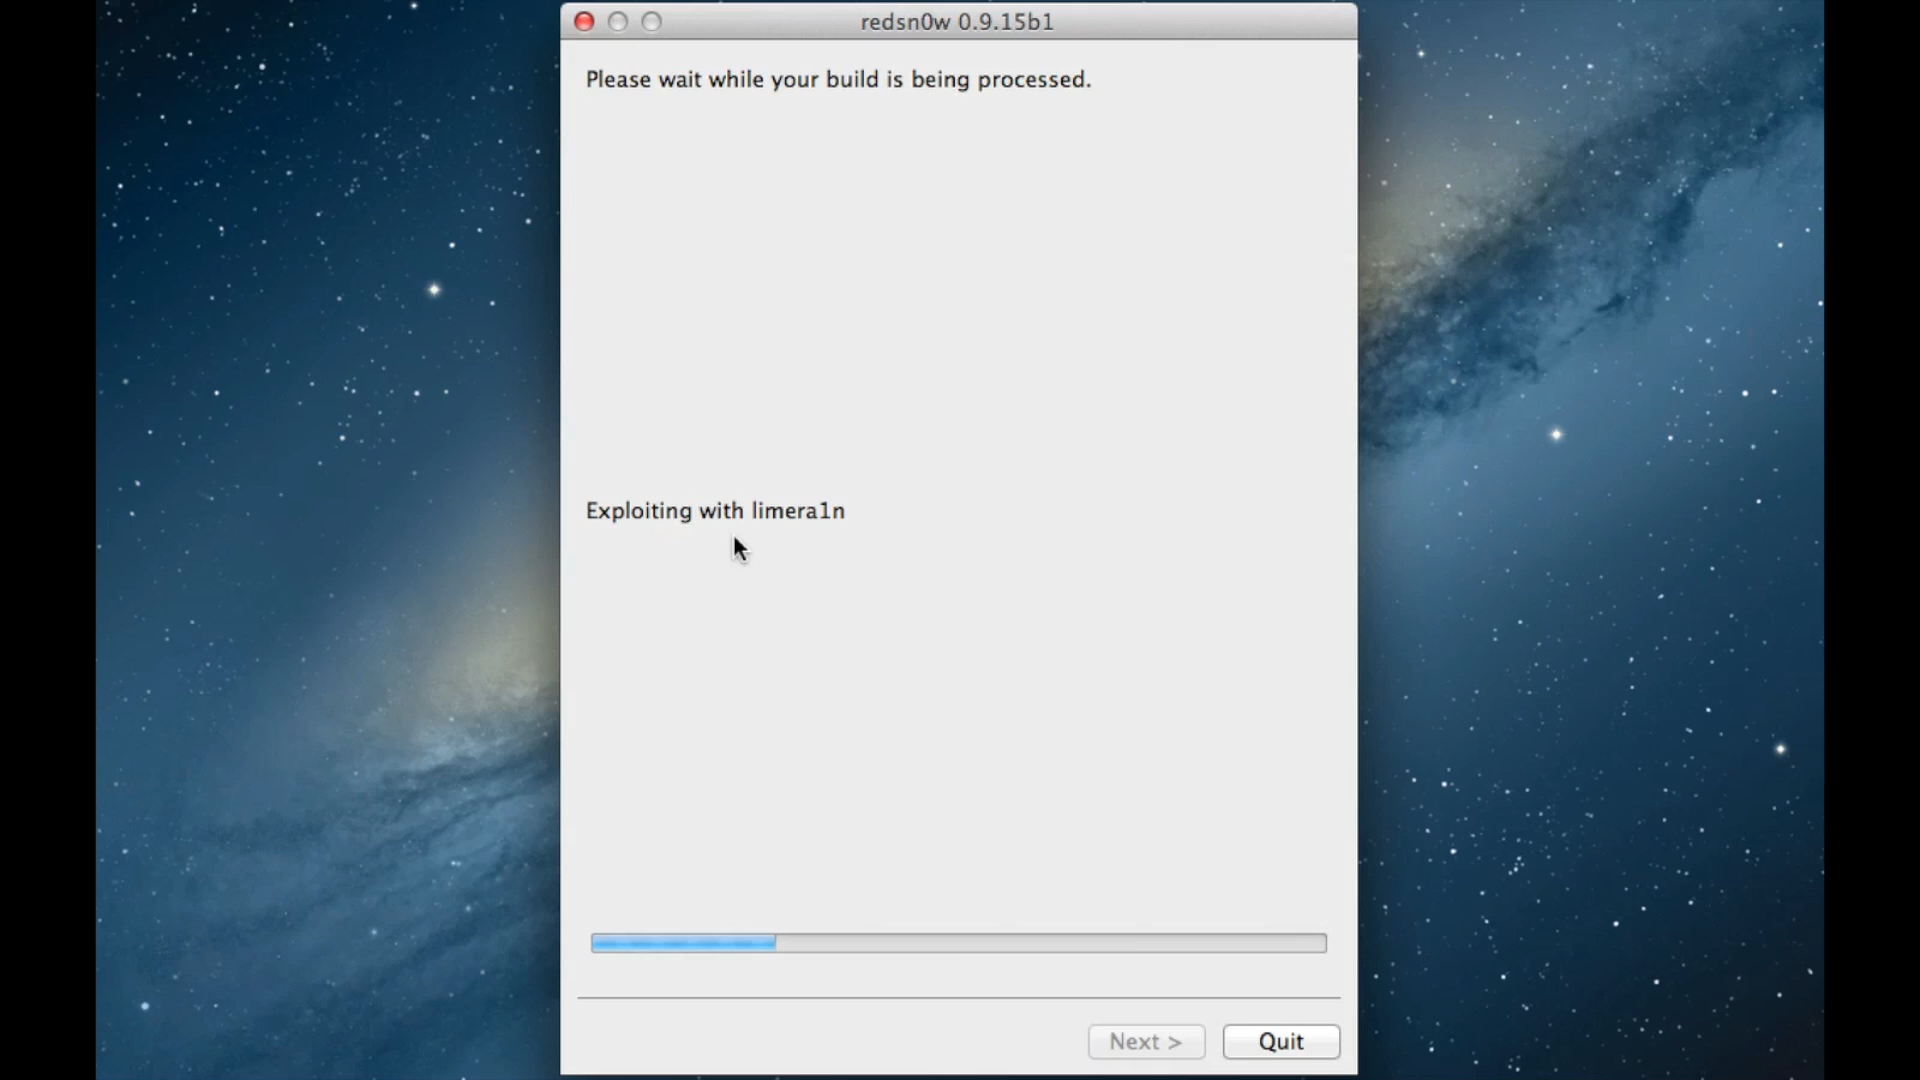 redsn0w 0.9.15b1
Please wait while your build is being processed.
Exploiting with limera1n
Next >
Quit